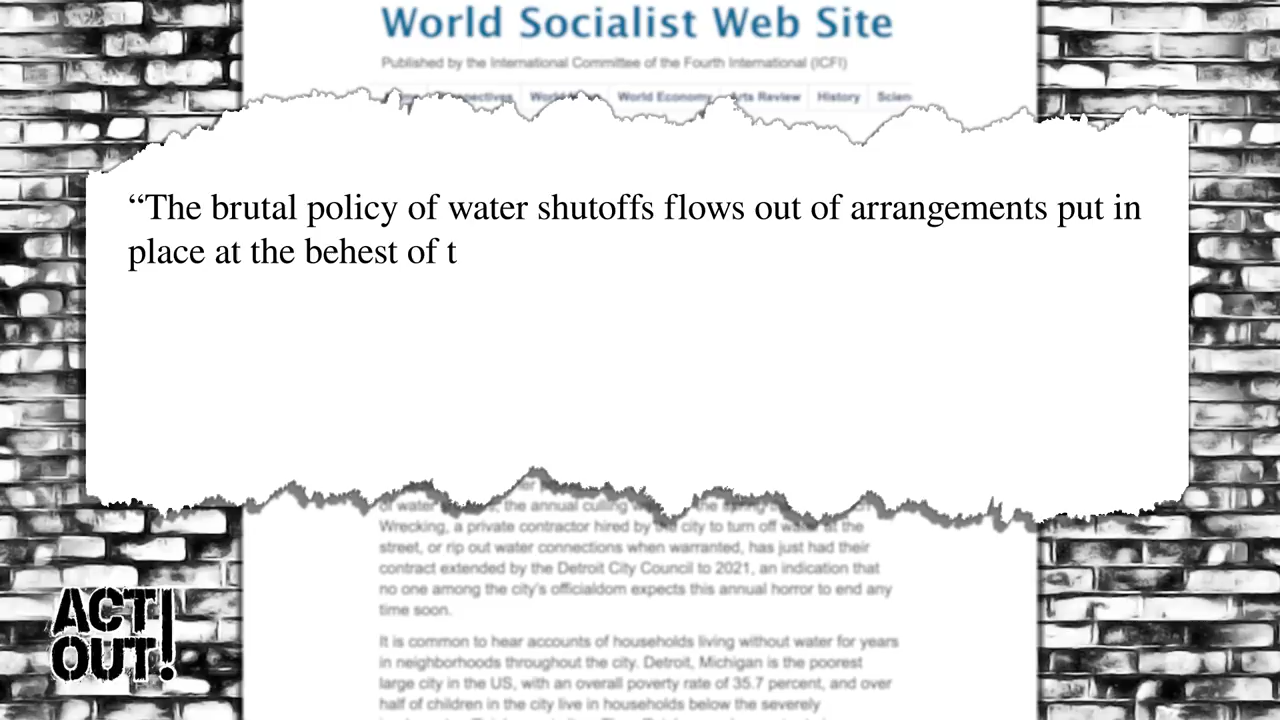 World Socialist Web Site
Published by the International Committee of the Fourth International (ICFI)
World Economy Arts Review History
“The brutal policy of water shutoffs flows out of arrangements put in
place at the behest of t
of water the annual culling
Wrecking, a private contractor hired by the city to turn off water at the
street, or rip out water connections when warranted, has just had their
contract extended by the Detroit City Council to 2021, an indication that
no one among the city's officialdom expects this annual horror to end any
time soon.
It is common to hear accounts of households living without water for years
in neighborhoods throughout the city. Detroit, Michigan is the poorest
large city in the US, with an overall poverty rate of 35.7 percent, and over
half of children in the city live in households below the severely
ACT
OUT!